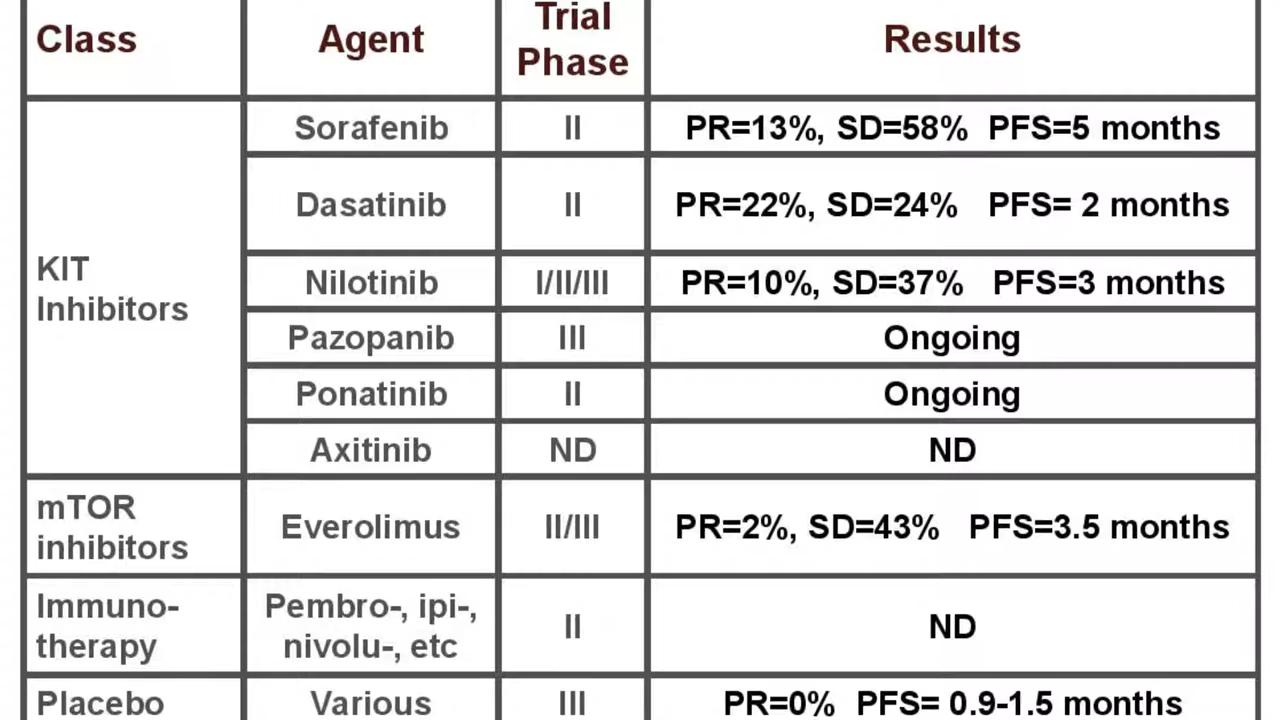 Class Agent Trial Phase Results
KIT Inhibitors
Sorafenib II PR=13%, SD=58% PFS=5 months
Dasatinib II PR=22%, SD=24% PFS= 2 months
Nilotinib I/II/III PR=10%, SD=37% PFS=3 months
Pazopanib III Ongoing
Ponatinib II Ongoing
Axitinib ND ND
mTOR inhibitors Everolimus II/III PR=2%, SD=43% PFS=3.5 months
Immuno-therapy Pembro-, ipi-, nivolu-, etc II ND
Placebo Various III PR=0% PFS= 0.9-1.5 months